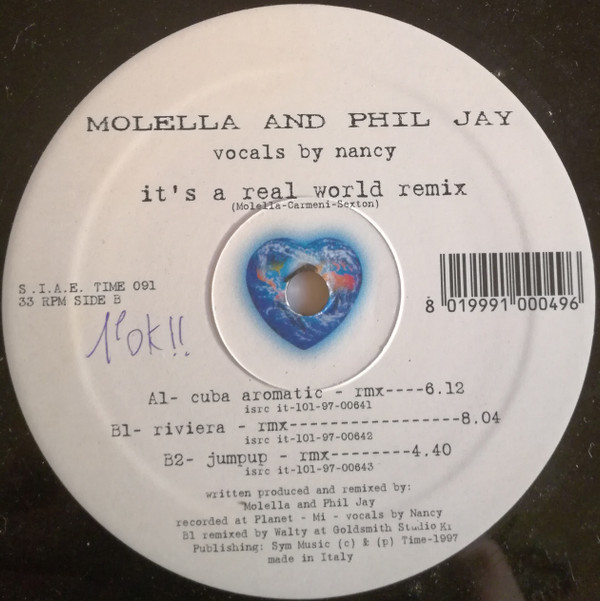 MOLELLA AND PHIL JAY
vocals by nancy
it's a real world remix
(Molella-Carmeni-Sexton)
S.I.A.E. TIME 091
33 RPM SIDE B
1° ok!!
8 019991 000496
A1- cuba aromatic - rmx----6.12
isrc it-101-97-00641
B1- riviera - rmx------------------8.04
isrc it-101-97-00642
B2- jumpup - rmx--------4.40
isrc it-101-97-00643
written produced and remixed by:
Molella and Phil Jay
recorded at Planet - Mi - vocals by Nancy
B1 remixed by Walty at Goldsmith Studio
Publishing: Sym Music (c) & (p) Time-1997
made in Italy